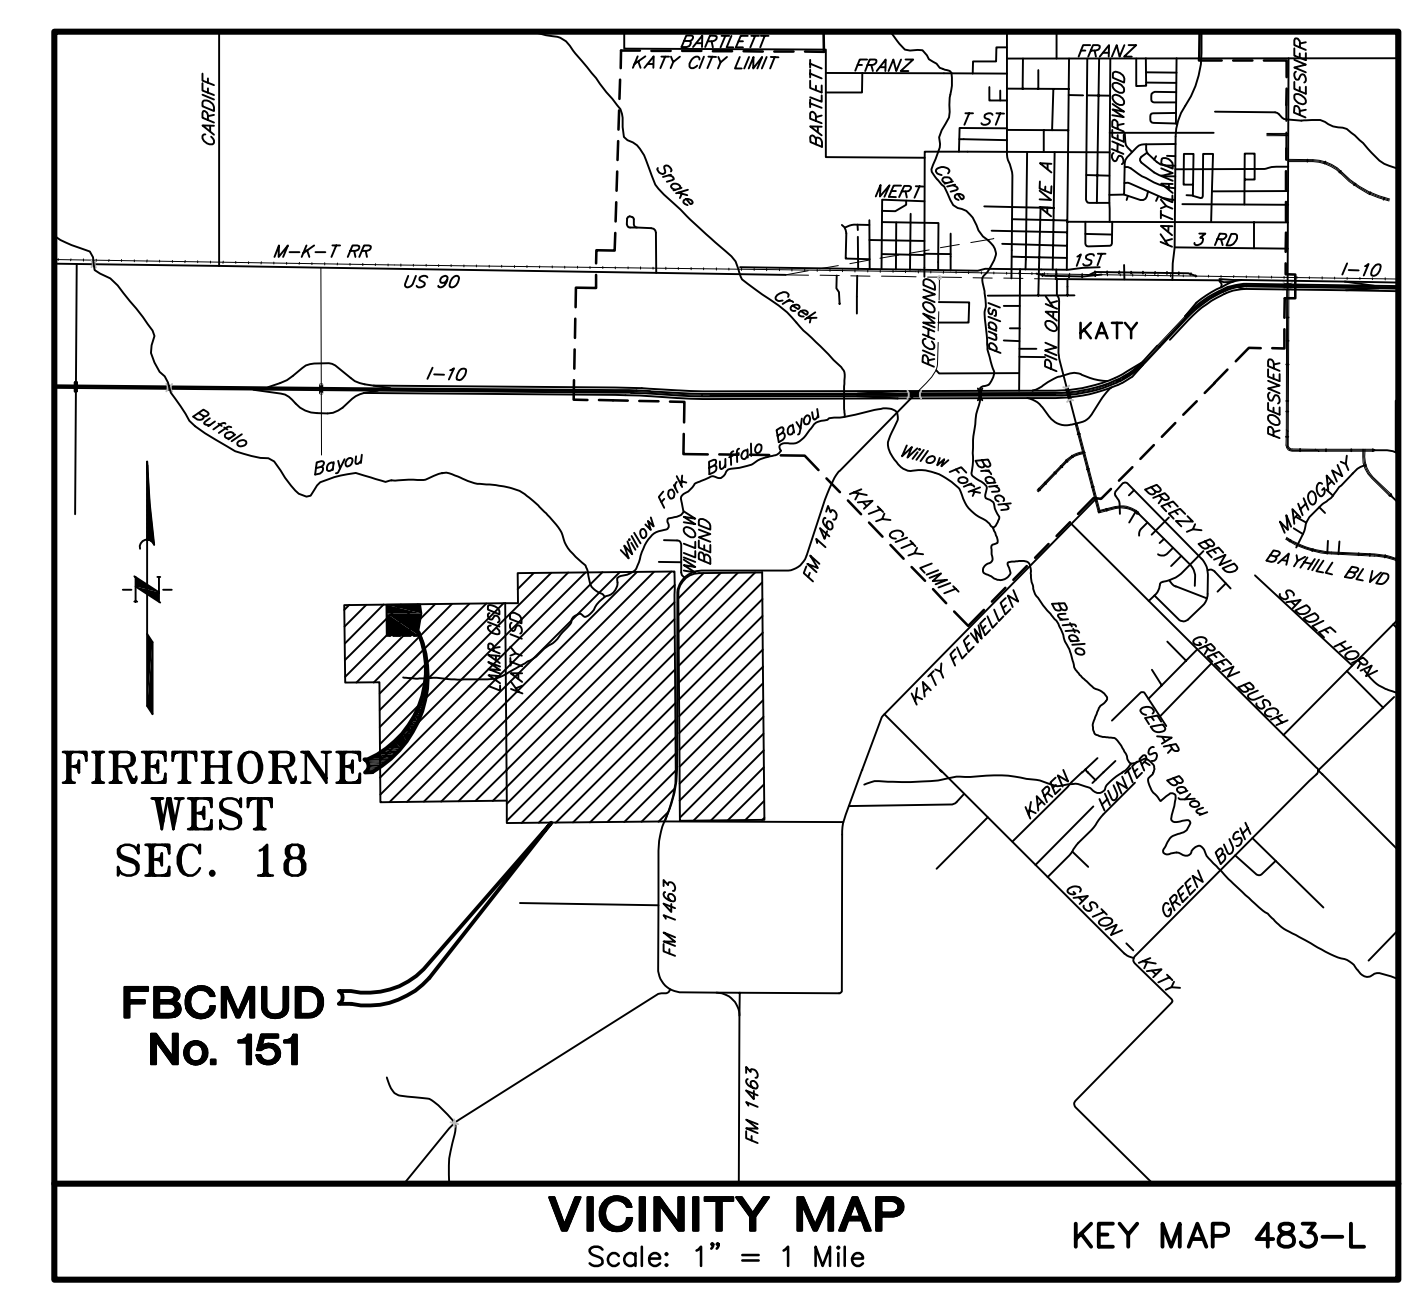 BARTLETT
KATY CITY LIMIT
FRANZ
FRANZ
ROESNER
CARDIFF
BARTLETT
SHERWOOD
T ST
Snake
Cane
MERT
AVE A
KATYLAND
3 RD
M-K-T RR
US 90
1ST
I-10
Creek
RICHMOND
Island
PIN OAK
KATY
I-10
ROESNER
Buffalo
Bayou
Willow Fork
Buffalo
Bayou
Willow Fork
Branch
KATY CITY LIMIT
FM 1463
WILLOW
BEND
BREEZY BEND
MAHOGANY
BAYHILL BLVD
SADDLE HORN
N
LAMAR CISD
KATY ISD
KATY FLEWELLEN
Buffalo
GREEN BUSCH
CEDAR
HUNTERS
KAREN
Bayou
FIRETHORNE
WEST
SEC. 18
GREEN BUSH
GASTON - KATY
FM 1463
FBCMUD
No. 151
FM 1463
VICINITY MAP
Scale: 1" = 1 Mile
KEY MAP 483-L